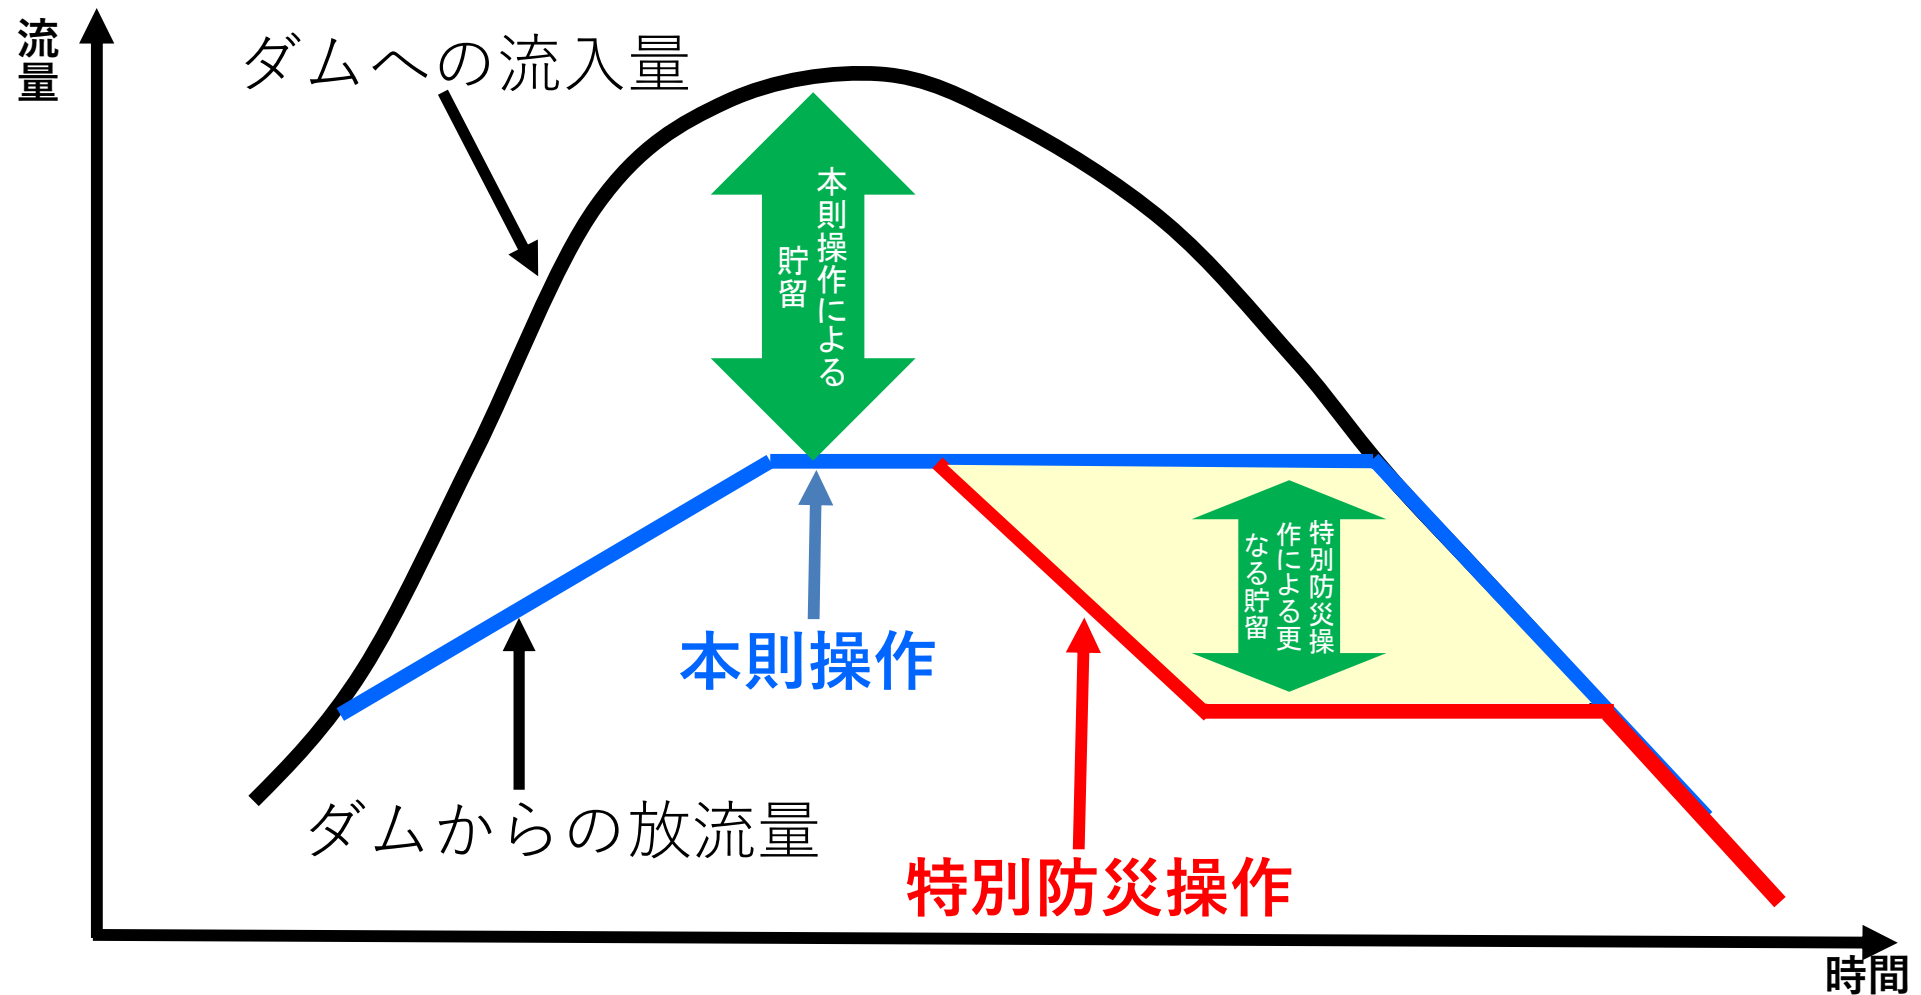 流量
ダムへの流入量
本則操作による
貯留
特別防災操
作による更
なる貯留
本則操作
ダムからの放流量
特別防災操作
時間